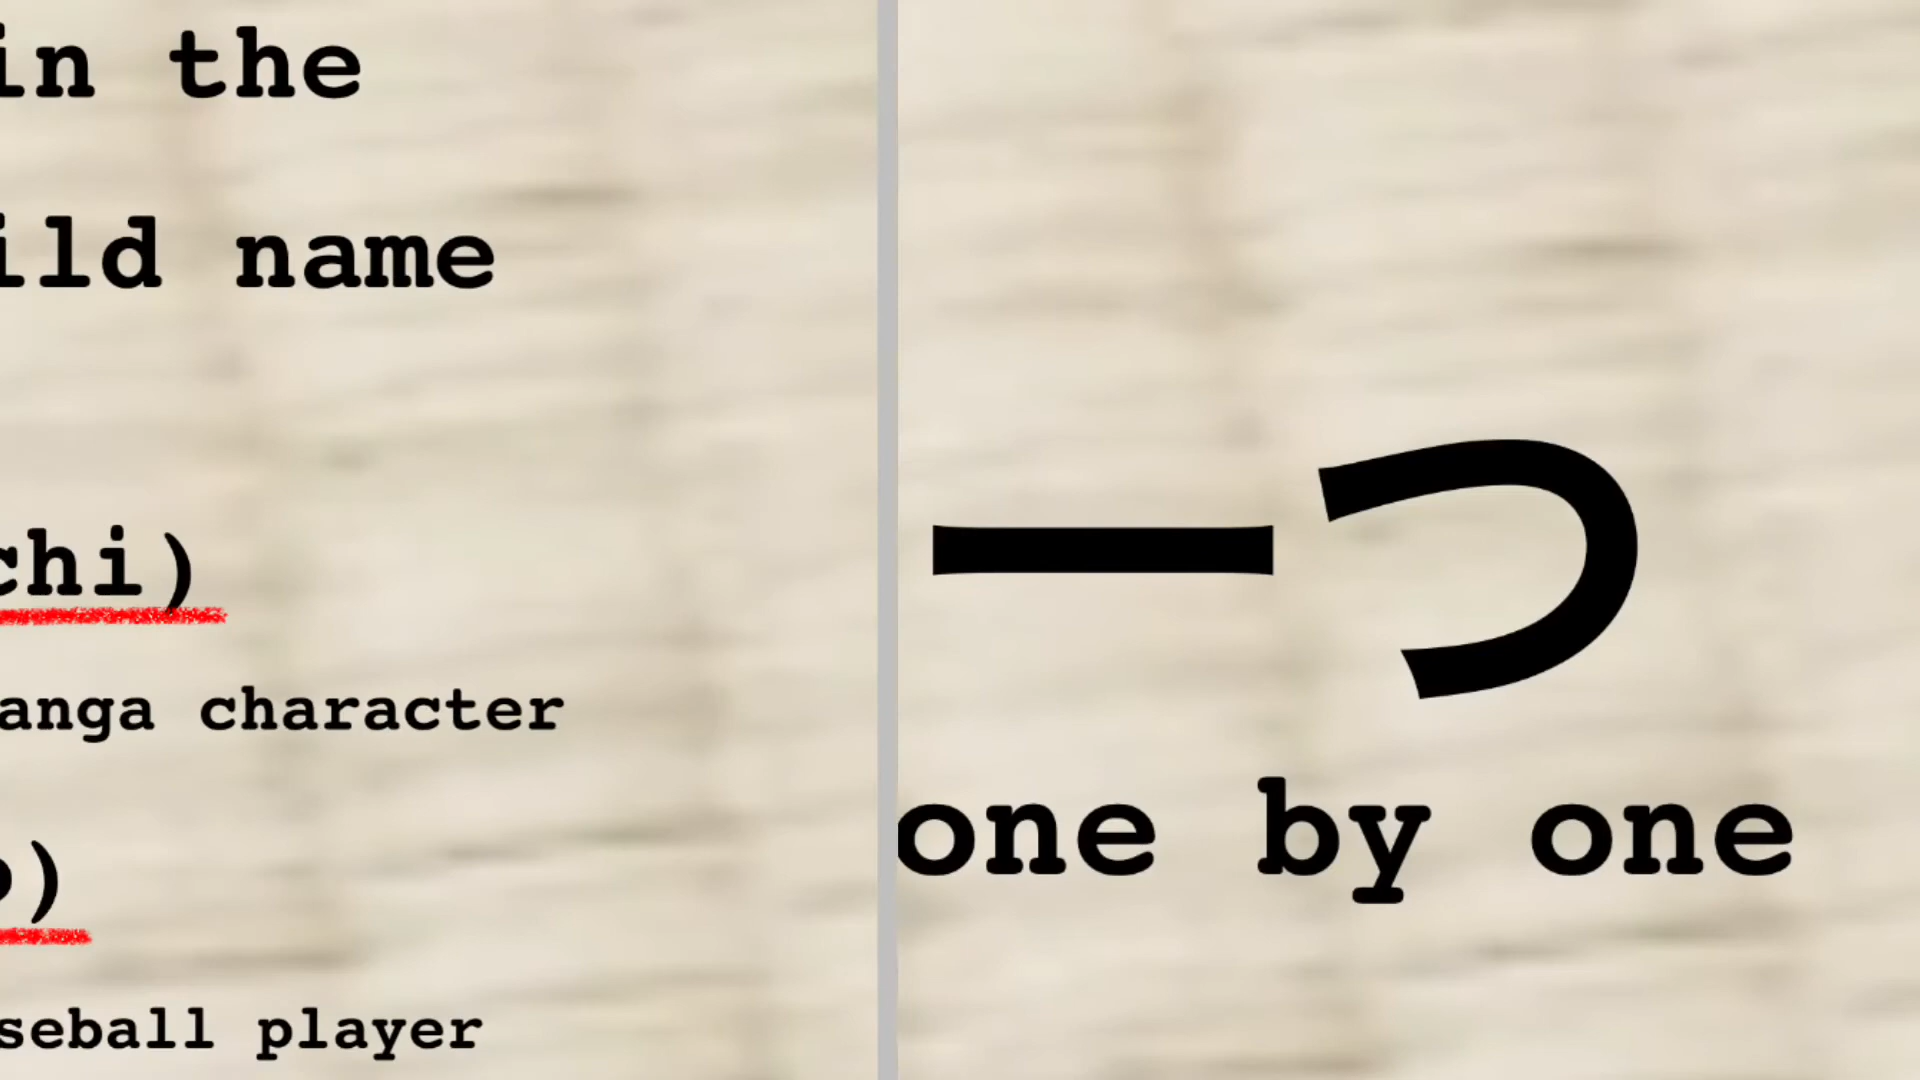 in the
ild name
chi)
anga character
)
seball player
一つ
one by one